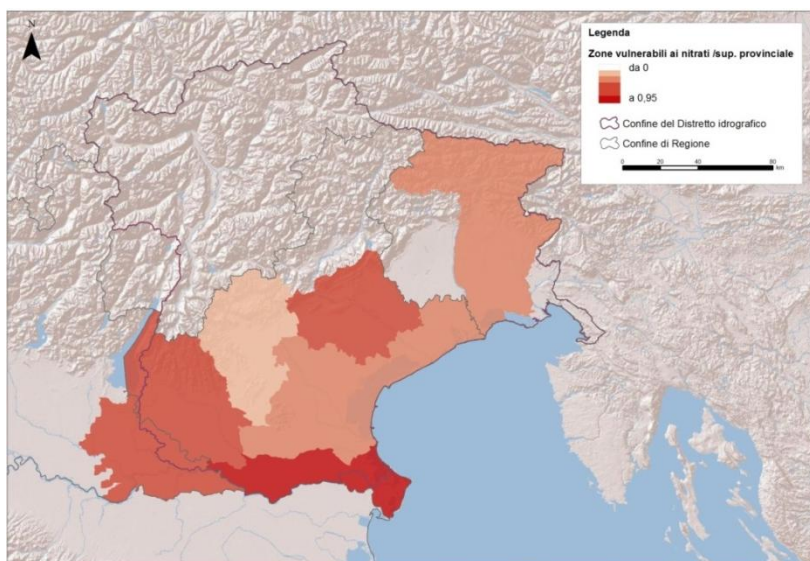 N
Legenda
Zone vulnerabili ai nitrati /sup. provinciale
da 0
a 0,95
Confine del Distretto idrografico
Confine di Regione
0 20 40 80
km